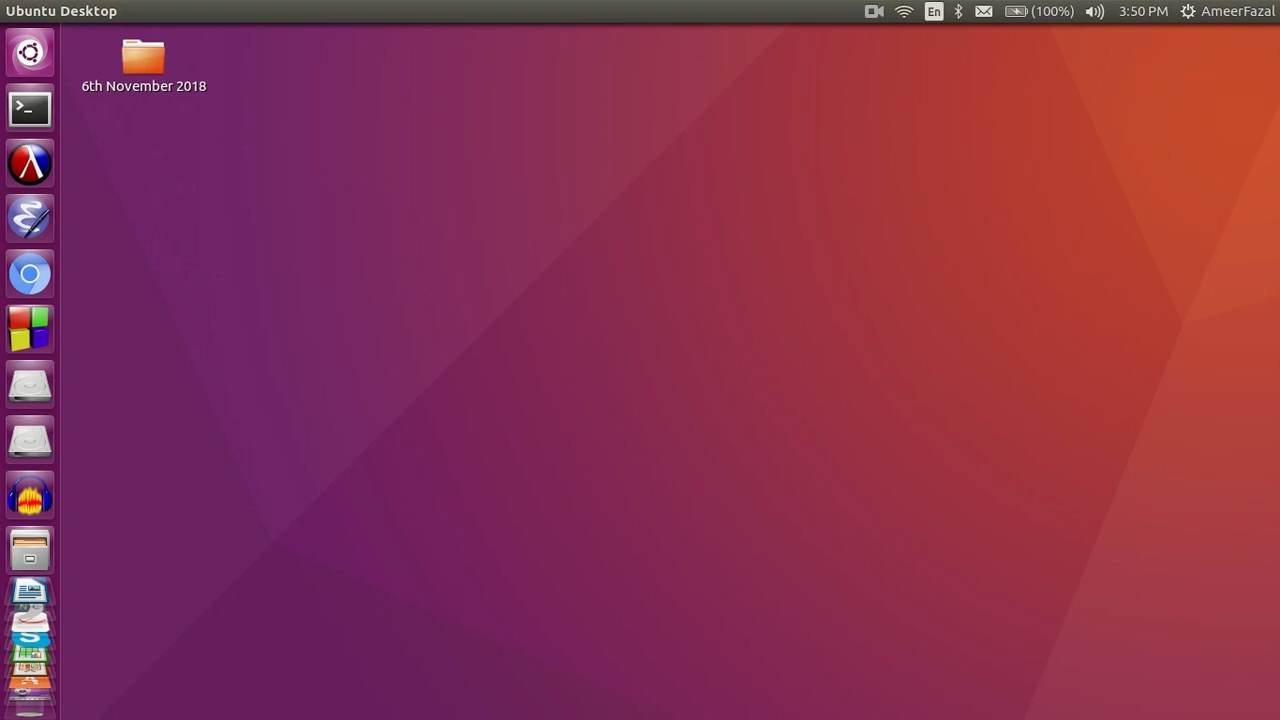 Ubuntu Desktop
En
(100%)
3:50 PM
AmeerFazal
6th November 2018